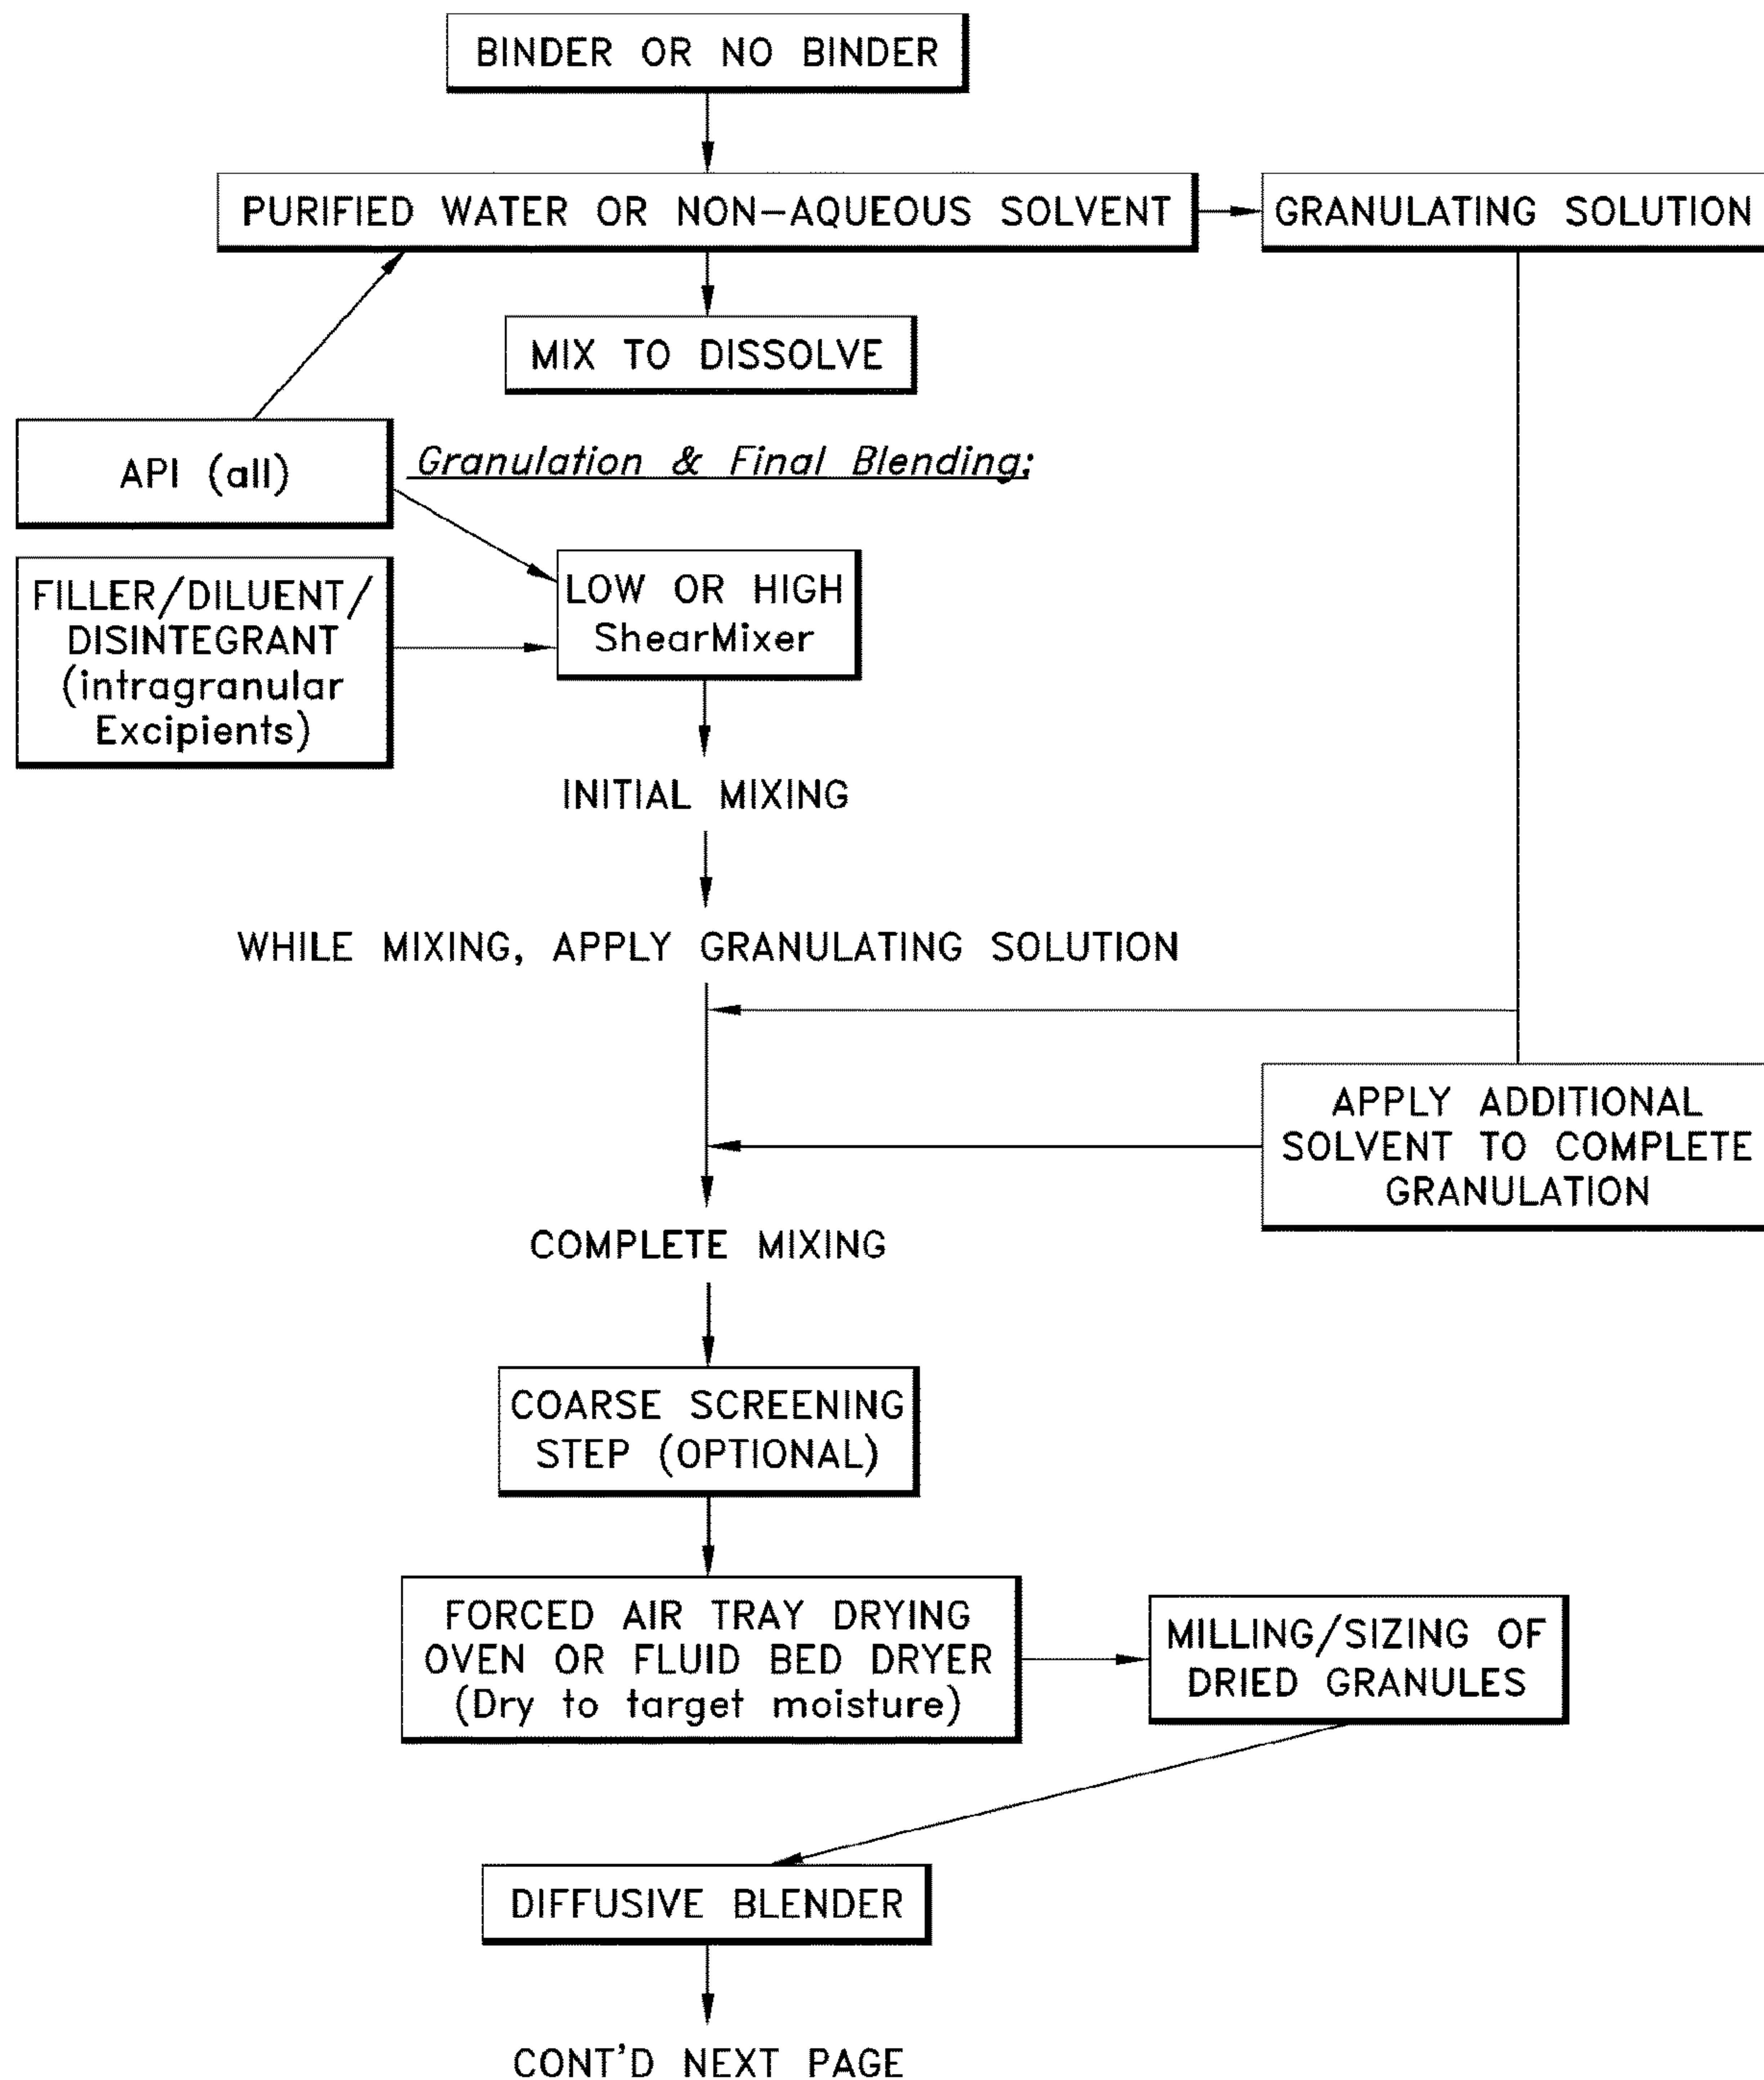 BINDER OR NO BINDER
PURIFIED WATER OR NON-AQUEOUS SOLVENT
GRANULATING SOLUTION
MIX TO DISSOLVE
API (all)
Granulation & Final Blending:
FILLER/DILUENT/
DISINTEGRANT
(intragranular
Excipients)
LOW OR HIGH
ShearMixer
INITIAL MIXING
WHILE MIXING, APPLY GRANULATING SOLUTION
APPLY ADDITIONAL
SOLVENT TO COMPLETE
GRANULATION
COMPLETE MIXING
COARSE SCREENING
STEP (OPTIONAL)
FORCED AIR TRAY DRYING
OVEN OR FLUID BED DRYER
(Dry to target moisture)
MILLING/SIZING OF
DRIED GRANULES
DIFFUSIVE BLENDER
CONT'D NEXT PAGE